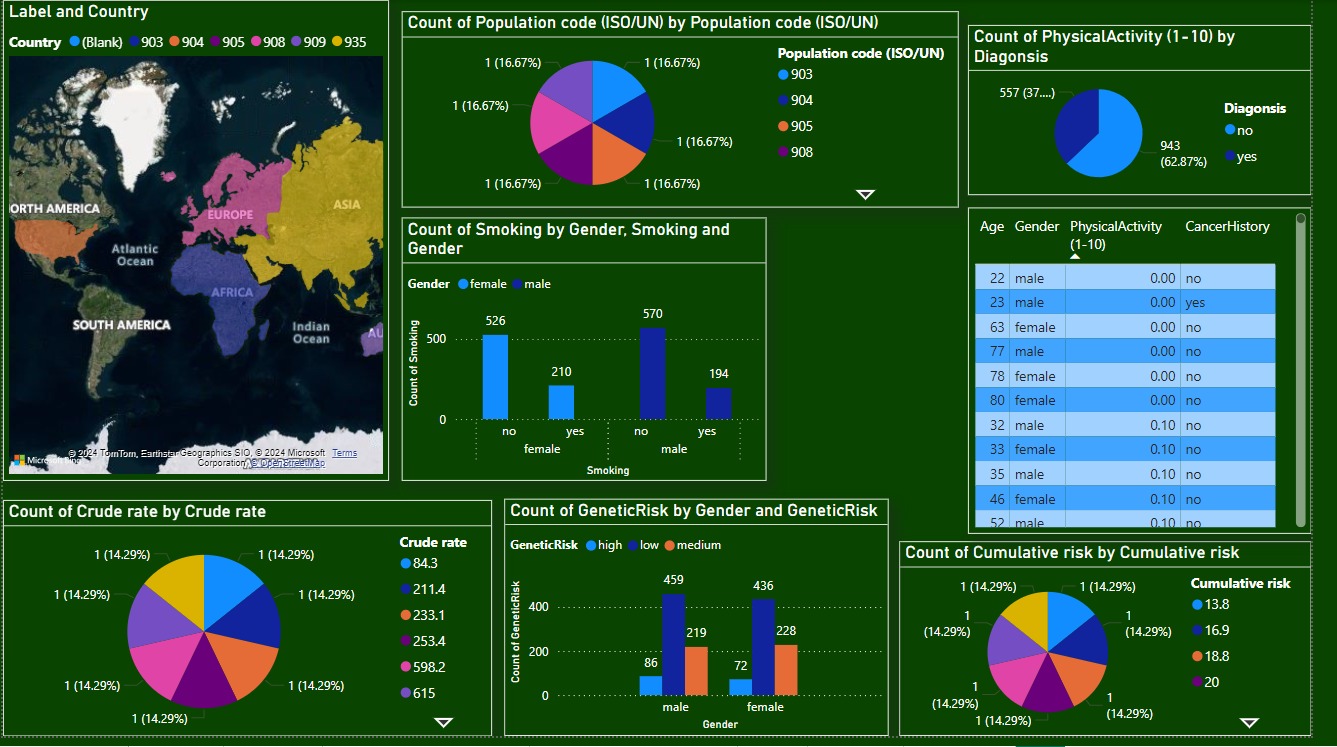 Label and Country
Country (Blank) 903 904 905 908 909 935
ORTH AMERICA
EUROPE
ASIA
Atlantic
Ocean
AFRICA
SOUTH AMERICA
Indian
Ocean
AU
© 2024 TomTom, Earthstar Geographics SIO, © 2024 Microsoft
Corporation, © OpenStreetMap
Terms
Microsoft Bing
Count of Population code (ISO/UN) by Population code (ISO/UN)
1 (16.67%)
1 (16.67%)
1 (16.67%)
1 (16.67%)
1 (16.67%)
1 (16.67%)
Population code (ISO/UN)
903
904
905
908
Count of PhysicalActivity (1-10) by
Diagonsis
557 (37....)
943
(62.87%)
Diagonsis
no
yes
Count of Smoking by Gender, Smoking and
Gender
Gender female male
Count of Smoking
500
0
526
210
570
194
no yes no yes
female male
Smoking
Age Gender PhysicalActivity CancerHistory
(1-10)
22 male 0.00 no
23 male 0.00 yes
63 female 0.00 no
77 male 0.00 no
78 female 0.00 no
80 female 0.00 no
32 male 0.10 no
33 female 0.10 no
35 male 0.10 no
46 female 0.10 no
52 male 0.10 no
Count of Crude rate by Crude rate
1 (14.29%)
1 (14.29%)
1 (14.29%)
1 (14.29%)
1 (14.29%)
1 (14.29%)
1 (14.29%)
Crude rate
84.3
211.4
233.1
253.4
598.2
615
Count of GeneticRisk by Gender and GeneticRisk
GeneticRisk high low medium
Count of GeneticRisk
400
200
0
86
459
219
72
436
228
male female
Gender
Count of Cumulative risk by Cumulative risk
1 (14.29%)
1 (14.29%)
1
(14.29%)
1
(14.29%)
1
(14.29%)
1
(14.29%)
1 (14.29%)
Cumulative risk
13.8
16.9
18.8
20